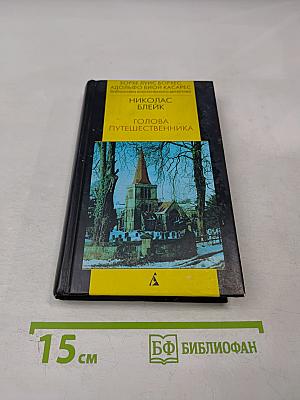 ХОРХЕ ЛУИС БОРХЕС
АДОЛЬФО БИОЙ КАСАРЕС
НИКОЛАС
БЛЕЙК
ГОЛОВА
ПУТЕШЕСТВЕННИКА
А
15 см
БФ БИБЛИОФАН